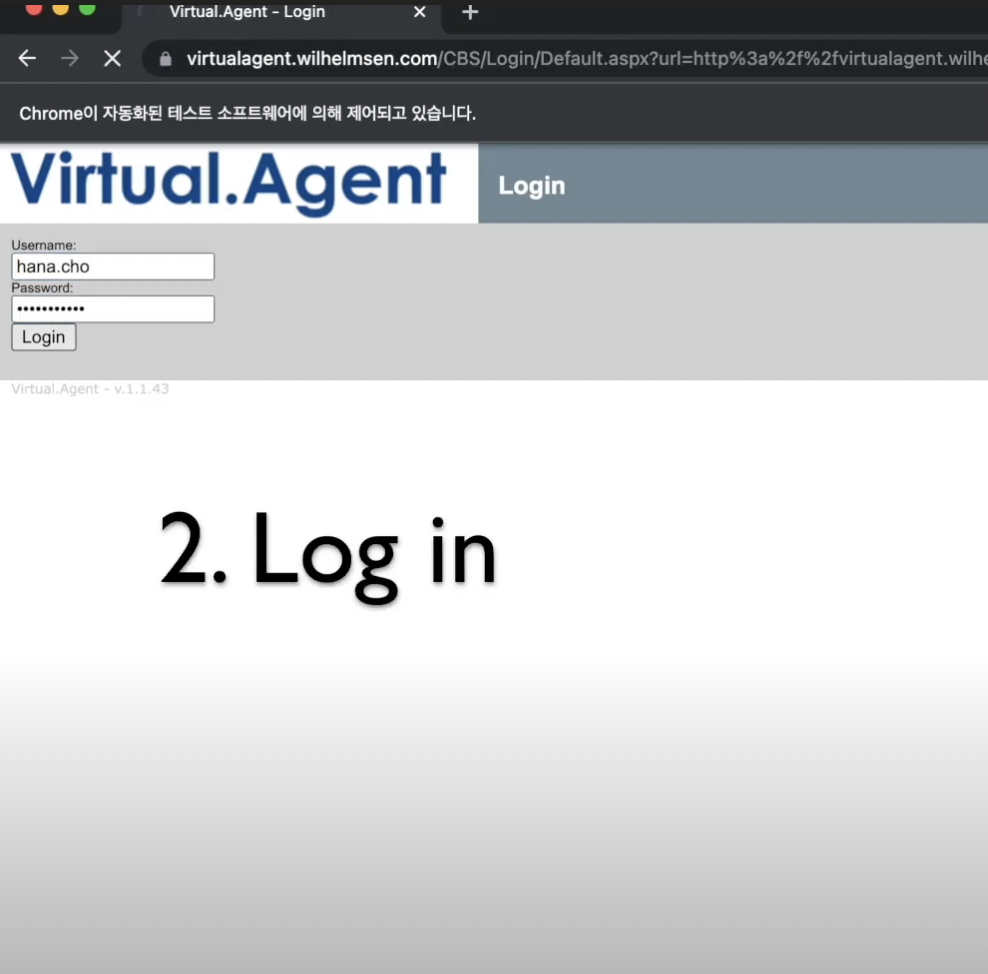 Virtual.Agent - Login
virtualagent.wilhelmsen.com/CBS/Login/Default.aspx?url=http%3a%2f%2fvirtualagent.wilhe
Chrome이 자동화된 테스트 소프트웨어에 의해 제어되고 있습니다.
Virtual.Agent
Login
Username:
hana.cho
Password:
•••••••••••
Login
Virtual.Agent - v.1.1.43
2. Log in